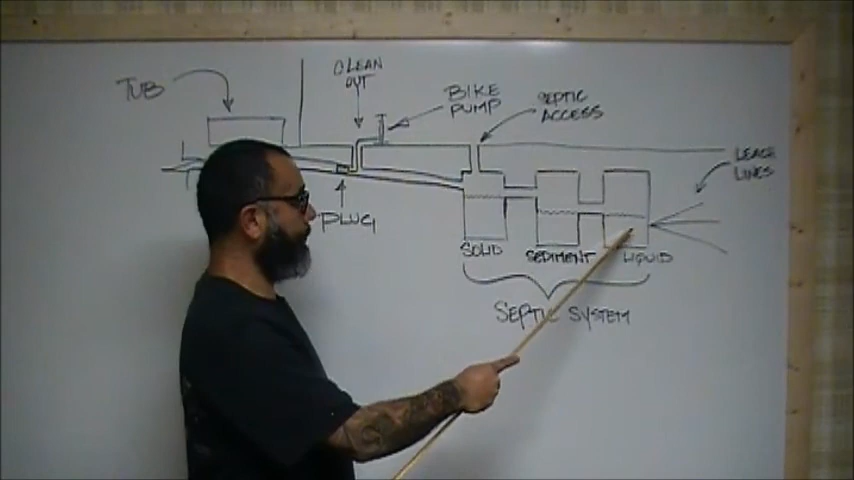 TUB
CLEAN
OUT
BIKE
PUMP
SEPTIC
ACCESS
LEACH
LINES
PLUG
SOLID
SEDIMENT
LIQUID
SEPTIC SYSTEM